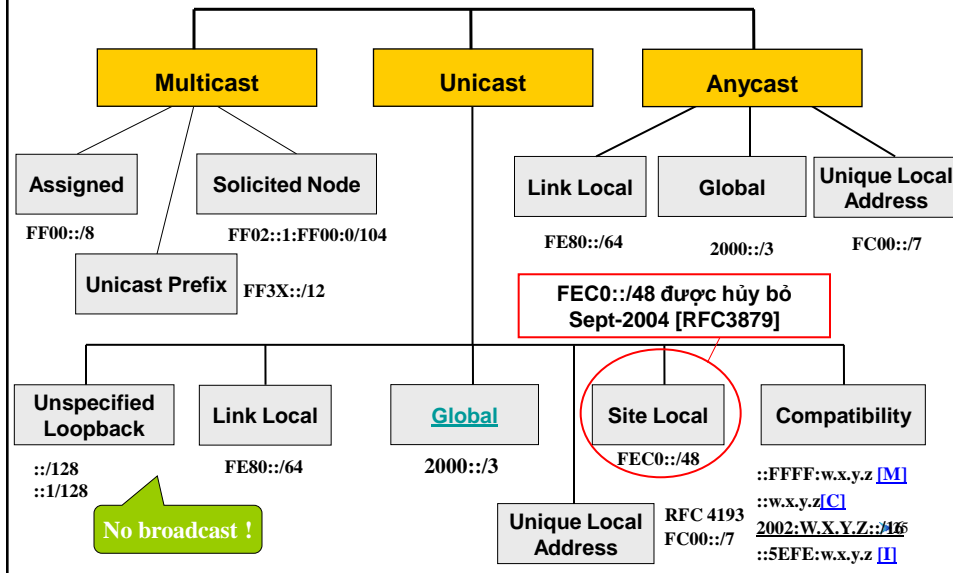 Multicast
Unicast
Anycast
Assigned
FF00::/8
Solicited Node
FF02::1:FF00:0/104
Unicast Prefix
FF3X::/12
Link Local
FE80::/64
Global
2000::/3
Unique Local
Address
FC00::/7
FEC0::/48 được hủy bỏ
Sept-2004 [RFC3879]
Unspecified
Loopback
::/128
::1/128
No broadcast !
Link Local
FE80::/64
Global
2000::/3
Unique Local
Address
RFC 4193
FC00::/7
Site Local
FEC0::/48
Compatibility
::FFFF:w.x.y.z [M]
::w.x.y.z[C]
2002:W.X.Y.Z::/16
::5EFE:w.x.y.z [I]